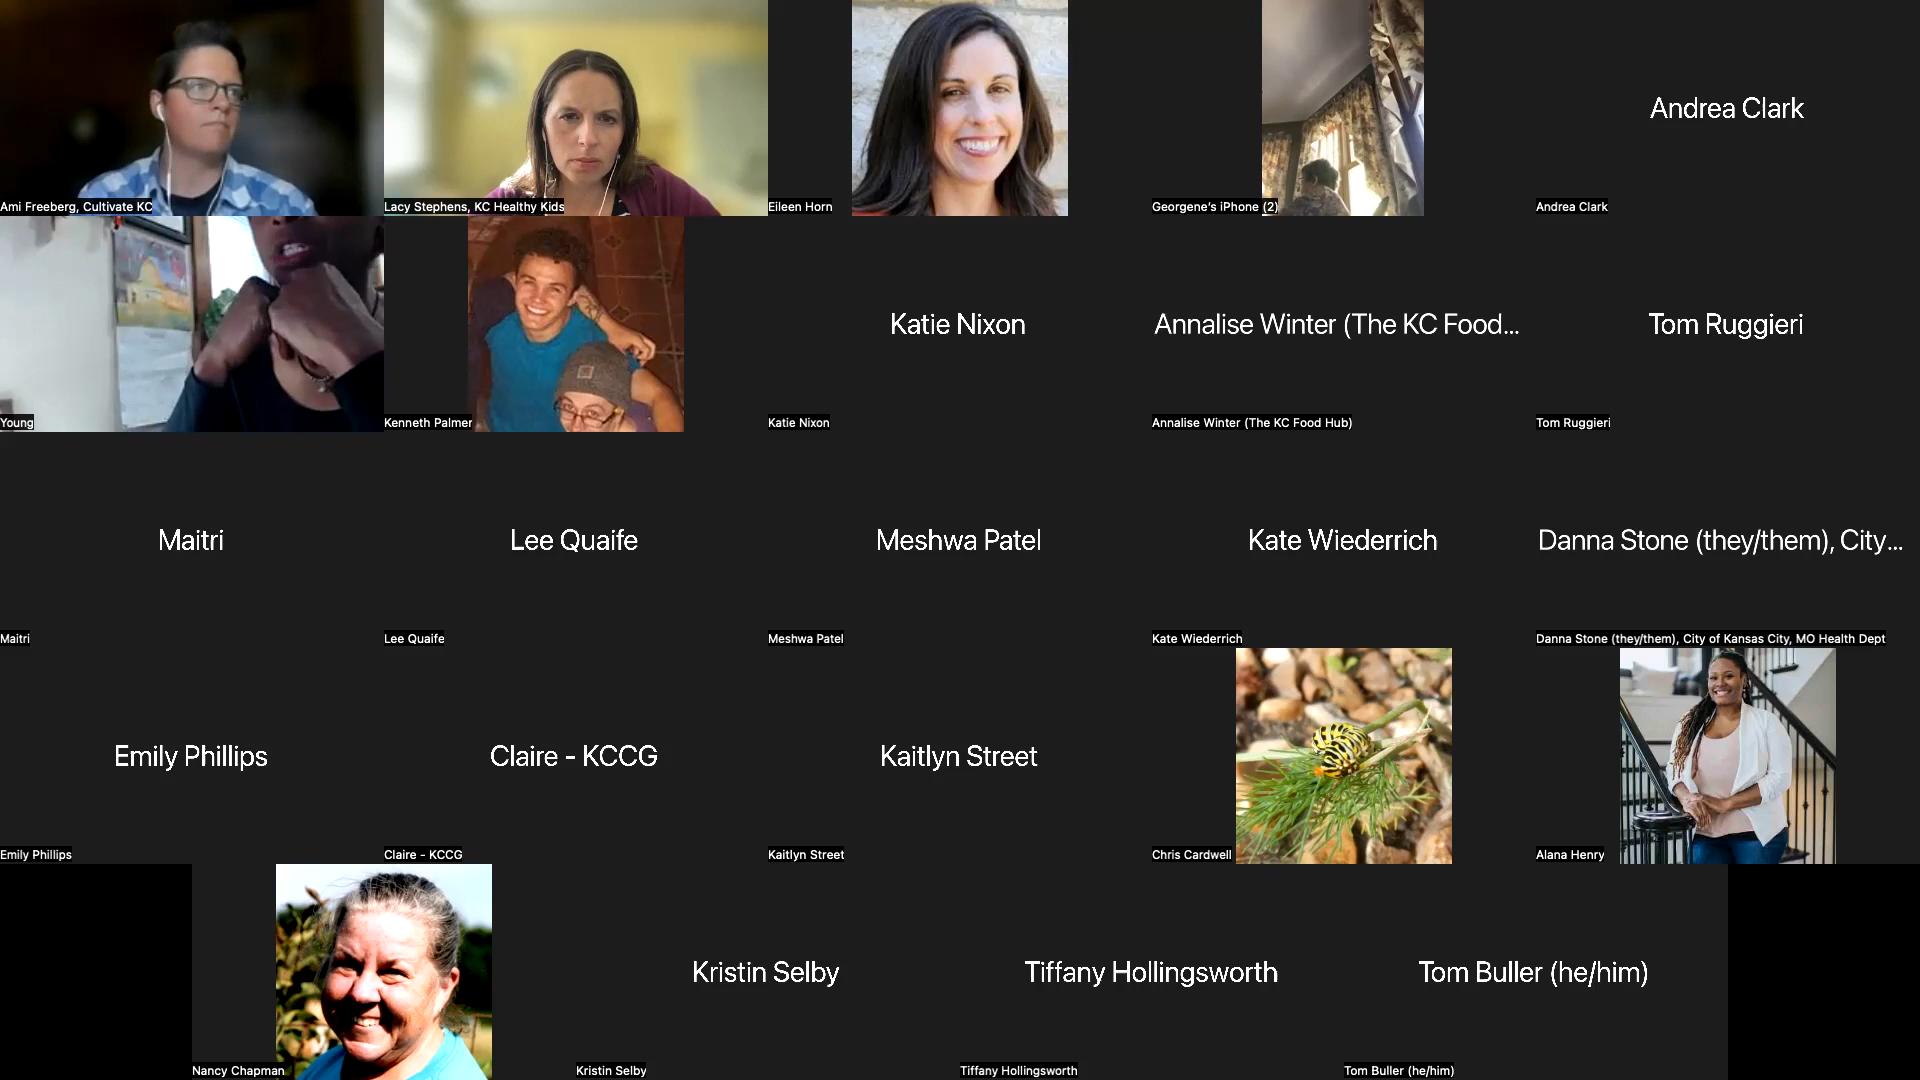 Andrea Clark
Ami Freeberg, Cultivate KC
Lacy Stephens, KC Healthy Kids
Eileen Horn
Georgene's iPhone (2)
Andrea Clark
Katie Nixon
Annalise Winter (The KC Food...
Tom Ruggieri
Young
Kenneth Palmer
Katie Nixon
Annalise Winter (The KC Food Hub)
Tom Ruggieri
Maitri
Lee Quaife
Meshwa Patel
Kate Wiederrich
Danna Stone (they/them), City...
Maitri
Lee Quaife
Meshwa Patel
Kate Wiederrich
Danna Stone (they/them), City of Kansas City, MO Health Dept
Emily Phillips
Claire - KCCG
Kaitlyn Street
Emily Phillips
Claire - KCCG
Kaitlyn Street
Chris Cardwell
Alana Henry
Kristin Selby
Tiffany Hollingsworth
Tom Buller (he/him)
Nancy Chapman
Kristin Selby
Tiffany Hollingsworth
Tom Buller (he/him)